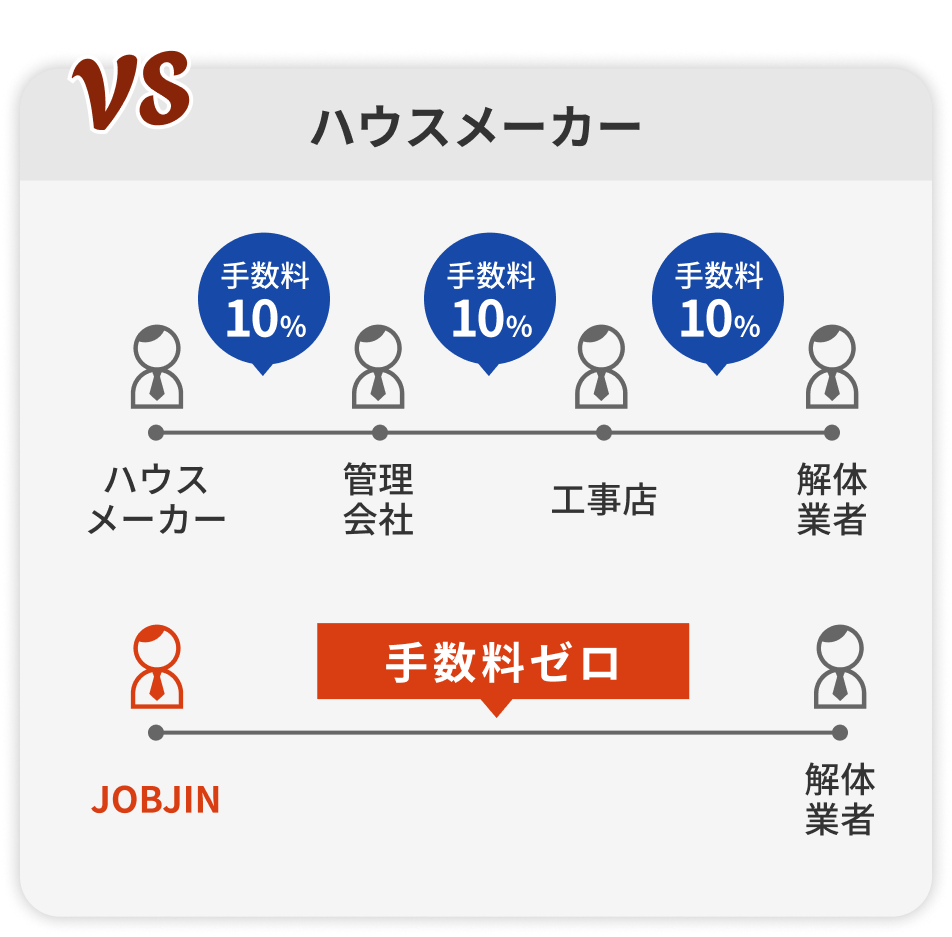 VS
ハウスメーカー
手数料
10%
手数料
10%
手数料
10%
ハウス
メーカー
管理
会社
工事店
解体
業者
手数料ゼロ
JOBJIN
解体
業者